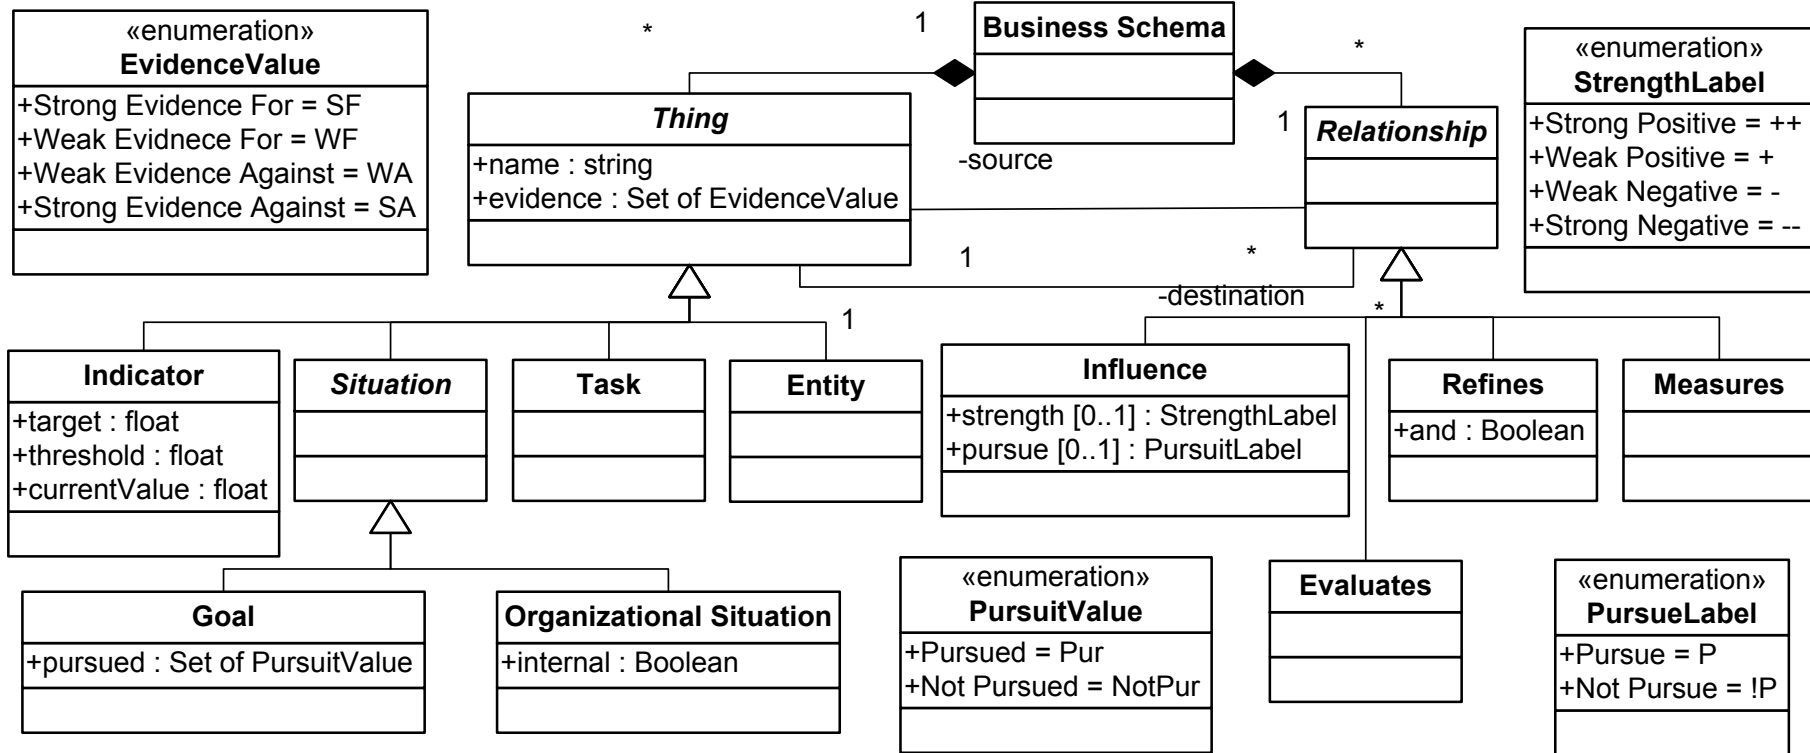 «enumeration»
EvidenceValue
+Strong Evidence For = SF
+Weak Evidnece For = WF
+Weak Evidence Against = WA
+Strong Evidence Against = SA
*
1
Business Schema
*
«enumeration»
StrengthLabel
+Strong Positive = ++
+Weak Positive = +
+Weak Negative = -
+Strong Negative = --
Thing
+name : string
+evidence : Set of EvidenceValue
-source
1
Relationship
1
*
-destination
1
*
Indicator
+target : float
+threshold : float
+currentValue : float
Situation
Task
Entity
Influence
+strength [0..1] : StrengthLabel
+pursue [0..1] : PursuitLabel
Refines
+and : Boolean
Measures
Goal
+pursued : Set of PursuitValue
Organizational Situation
+internal : Boolean
«enumeration»
PursuitValue
+Pursued = Pur
+Not Pursued = NotPur
Evaluates
«enumeration»
PursueLabel
+Pursue = P
+Not Pursue = !P